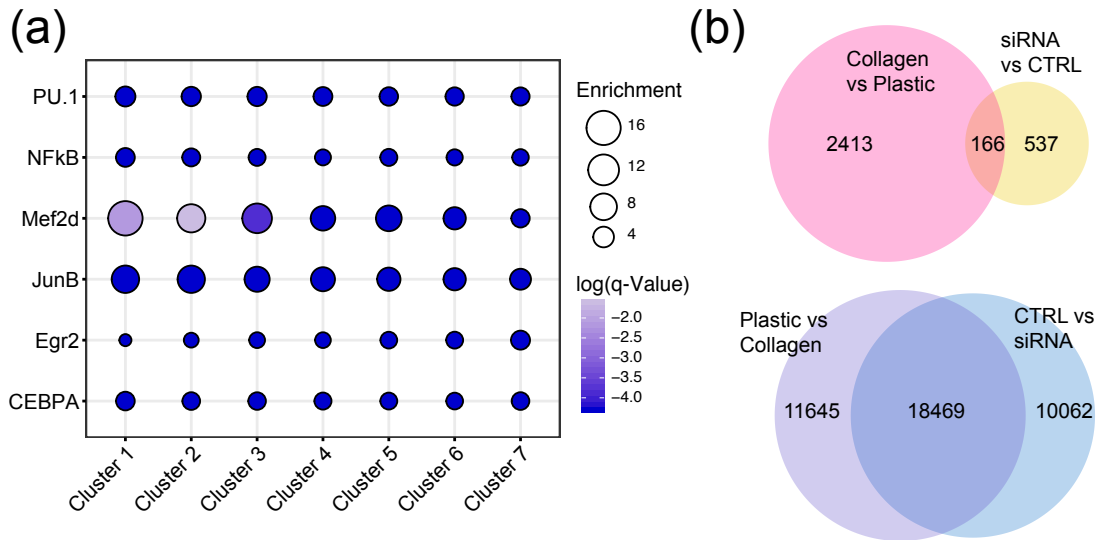 (a)
PU.1
NFkB
Mef2d
JunB
Egr2
CEBPA
Cluster 1
Cluster 2
Cluster 3
Cluster 4
Cluster 5
Cluster 6
Cluster 7
Enrichment
16
12
8
4
log(q-Value)
−2.0
−2.5
−3.0
−3.5
−4.0
(b)
Collagen
vs Plastic
siRNA
vs CTRL
2413
166
537
Plastic vs
Collagen
CTRL vs
siRNA
11645
18469
10062